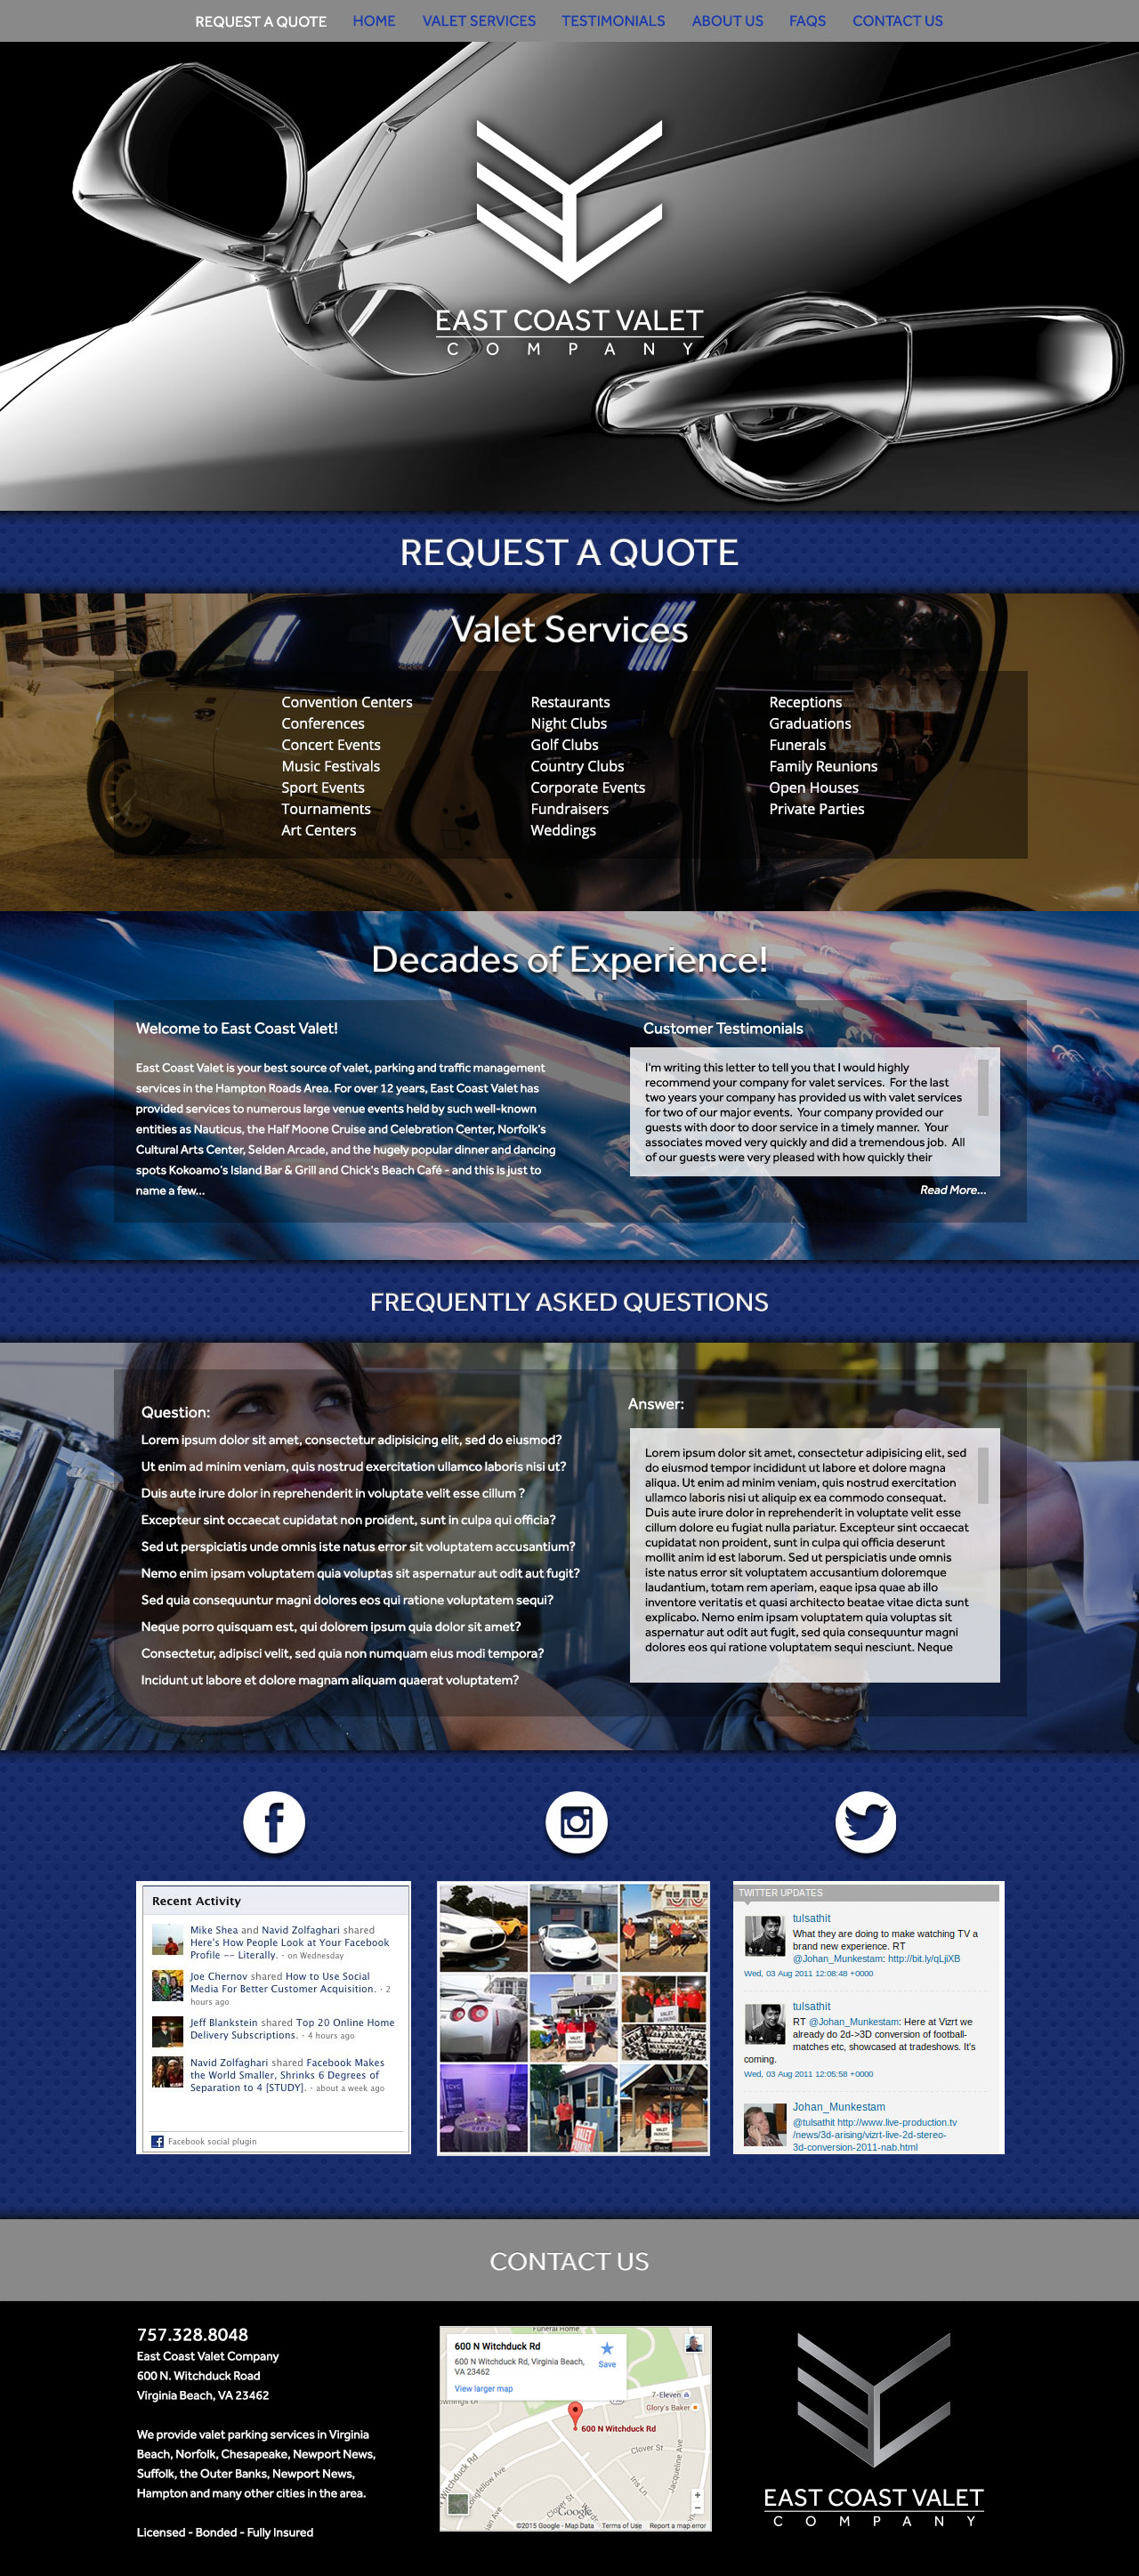 REQUEST A QUOTE HOME VALET SERVICES TESTIMONIALS ABOUT US FAQS CONTACT US
EAST COAST VALET
COMPANY
REQUEST A QUOTE
Valet Services
Convention Centers
Conferences
Concert Events
Music Festivals
Sport Events
Tournaments
Art Centers
Restaurants
Night Clubs
Golf Clubs
Country Clubs
Corporate Events
Fundraisers
Weddings
Receptions
Graduations
Funerals
Family Reunions
Open Houses
Private Parties
Decades of Experience!
Welcome to East Coast Valet!
East Coast Valet is your best source of valet, parking and traffic management
services in the Hampton Roads Area. For over 12 years, East Coast Valet has
provided services to numerous large venue events held by such well-known
entities as Nauticus, the Half Moone Cruise and Celebration Center, Norfolk's
Cultural Arts Center, Selden Arcade, and the hugely popular dinner and dancing
spots Kokoamo's Island Bar & Grill and Chick's Beach Café - and this is just to
name a few...
Customer Testimonials
I'm writing this letter to tell you that I would highly
recommend your company for valet services. For the last
two years your company has provided us with valet services
for two of our major events. Your company provided our
guests with door to door service in a timely manner. Your
associates moved very quickly and did a tremendous job. All
of our guests were very pleased with how quickly their
Read More...
FREQUENTLY ASKED QUESTIONS
Question:
Lorem ipsum dolor sit amet, consectetur adipisicing elit, sed do eiusmod?
Ut enim ad minim veniam, quis nostrud exercitation ullamco laboris nisi ut?
Duis aute irure dolor in reprehenderit in voluptate velit esse cillum ?
Excepteur sint occaecat cupidatat non proident, sunt in culpa qui officia?
Sed ut perspiciatis unde omnis iste natus error sit voluptatem accusantium?
Nemo enim ipsam voluptatem quia voluptas sit aspernatur aut odit aut fugit?
Sed quia consequuntur magni dolores eos qui ratione voluptatem sequi?
Neque porro quisquam est, qui dolorem ipsum quia dolor sit amet?
Consectetur, adipisci velit, sed quia non numquam eius modi tempora?
Incidunt ut labore et dolore magnam aliquam quaerat voluptatem?
Answer:
Lorem ipsum dolor sit amet, consectetur adipisicing elit, sed
do eiusmod tempor incididunt ut labore et dolore magna
aliqua. Ut enim ad minim veniam, quis nostrud exercitation
ullamco laboris nisi ut aliquip ex ea commodo consequat.
Duis aute irure dolor in reprehenderit in voluptate velit esse
cillum dolore eu fugiat nulla pariatur. Excepteur sint occaecat
cupidatat non proident, sunt in culpa qui officia deserunt
mollit anim id est laborum. Sed ut perspiciatis unde omnis
iste natus error sit voluptatem accusantium doloremque
laudantium, totam rem aperiam, eaque ipsa quae ab illo
inventore veritatis et quasi architecto beatae vitae dicta sunt
explicabo. Nemo enim ipsam voluptatem quia voluptas sit
aspernatur aut odit aut fugit, sed quia consequuntur magni
dolores eos qui ratione voluptatem sequi nesciunt. Neque
Recent Activity
Mike Shea and Navid Zolfaghari shared
Here's How People Look at Your Facebook
Profile -- Literally. · on Wednesday
Joe Chernov shared How to Use Social
Media For Better Customer Acquisition. · 2
hours ago
Jeff Blankstein shared Top 20 Online Home
Delivery Subscriptions. · 4 hours ago
Navid Zolfaghari shared Facebook Makes
the World Smaller, Shrinks 6 Degrees of
Separation to 4 [STUDY]. · about a week ago
Facebook social plugin
VALET
PARKING
TWITTER UPDATES
tulsathit
What they are doing to make watching TV a
brand new experience. RT
@Johan_Munkestam: http://bit.ly/qLjiXB
Wed, 03 Aug 2011 12:08:48 +0000
tulsathit
RT @Johan_Munkestam: Here at Vizrt we
already do 2d->3D conversion of football-
matches etc, showcased at tradeshows. It's
coming.
Wed, 03 Aug 2011 12:05:58 +0000
Johan_Munkestam
@tulsathit http://www.live-production.tv
/news/3d-arising/vizrt-live-2d-stereo-
3d-conversion-2011-nab.html
CONTACT US
757.328.8048
East Coast Valet Company
600 N. Witchduck Road
Virginia Beach, VA 23462
We provide valet parking services in Virginia
Beach, Norfolk, Chesapeake, Newport News,
Suffolk, the Outer Banks, Newport News,
Hampton and many other cities in the area.
Licensed - Bonded - Fully Insured
Funeral Home
600 N Witchduck Rd
600 N Witchduck Rd, Virginia Beach,
VA 23462
Save
View larger map
7-Eleven
Glory's Baker
600 N Witchduck Rd
Clover St
Witchduck Rd
Longfellow Ave
Iris Ln
Jacqueline Ave
Clover St
Google
©2015 Google - Map Data Terms of Use Report a map error
EAST COAST VALET
COMPANY